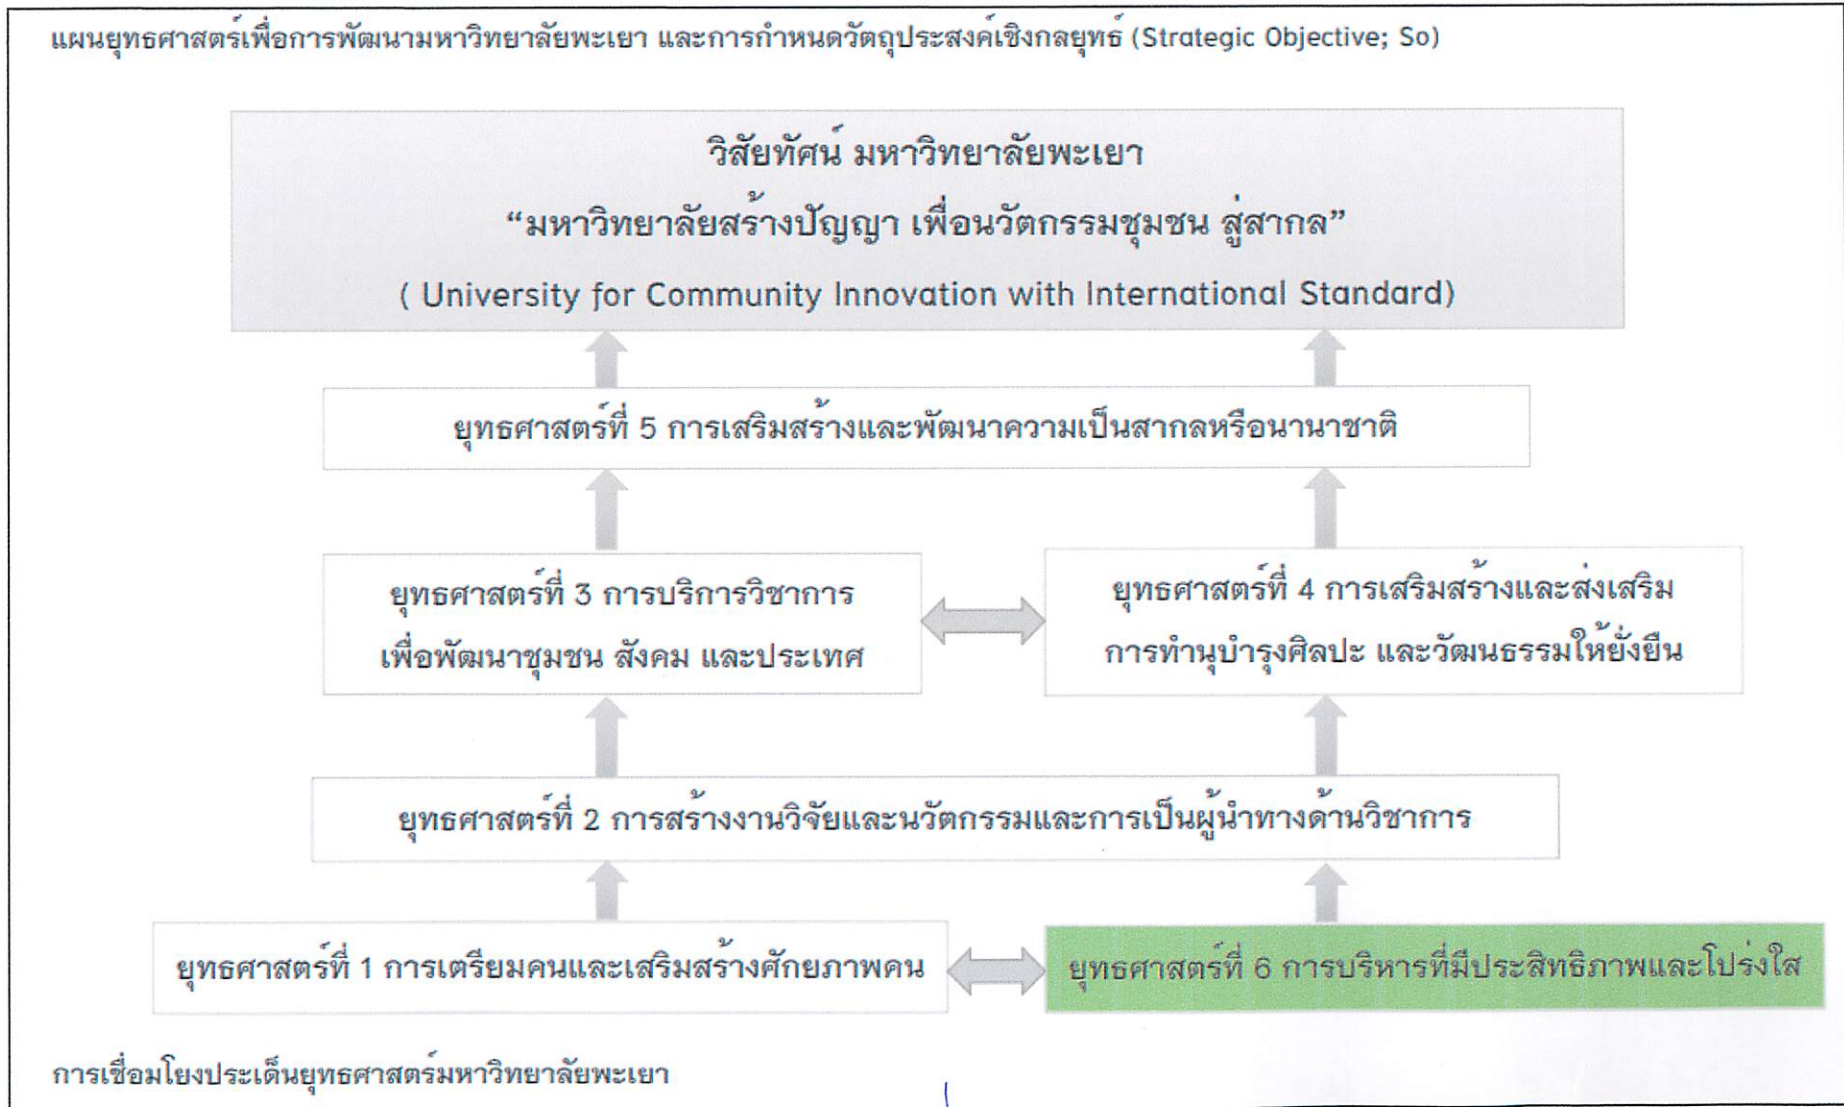 แผนยุทธศาสตร์เพื่อการพัฒนามหาวิทยาลัยพะเยา และการกำหนดวัตถุประสงค์เชิงกลยุทธ์ (Strategic Objective; So)
วิสัยทัศน์ มหาวิทยาลัยพะเยา
“มหาวิทยาลัยสร้างปัญญา เพื่อนวัตกรรมชุมชน สู่สากล”
( University for Community Innovation with International Standard)
ยุทธศาสตร์ที่ 5 การเสริมสร้างและพัฒนาความเป็นสากลหรือนานาชาติ
ยุทธศาสตร์ที่ 3 การบริการวิชาการ
เพื่อพัฒนาชุมชน สังคม และประเทศ
ยุทธศาสตร์ที่ 4 การเสริมสร้างและส่งเสริม
การทำนุบำรุงศิลปะ และวัฒนธรรมให้ยั่งยืน
ยุทธศาสตร์ที่ 2 การสร้างงานวิจัยและนวัตกรรมและการเป็นผู้นำทางด้านวิชาการ
ยุทธศาสตร์ที่ 1 การเตรียมคนและเสริมสร้างศักยภาพคน
ยุทธศาสตร์ที่ 6 การบริหารที่มีประสิทธิภาพและโปร่งใส
การเชื่อมโยงประเด็นยุทธศาสตร์มหาวิทยาลัยพะเยา